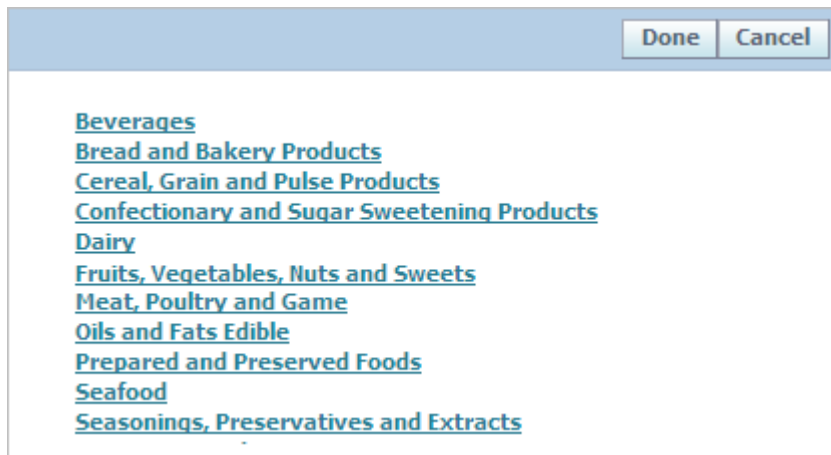 Done Cancel
Beverages
Bread and Bakery Products
Cereal, Grain and Pulse Products
Confectionary and Sugar Sweetening Products
Dairy
Fruits, Vegetables, Nuts and Sweets
Meat, Poultry and Game
Oils and Fats Edible
Prepared and Preserved Foods
Seafood
Seasonings, Preservatives and Extracts